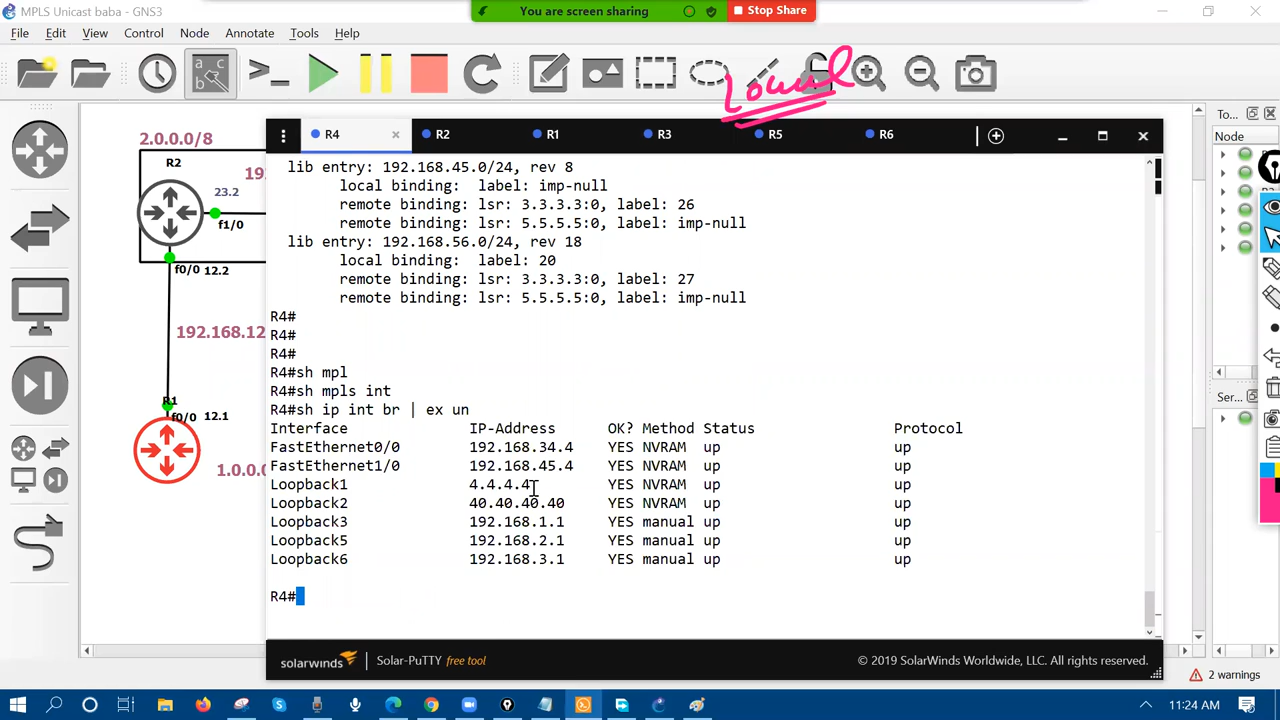 MPLS Unicast baba - GNS3
You are screen sharing
Stop Share
File Edit View Control Node Annotate Tools Help
R4 R2 R1 R3 R5 R6
To...
Node
2.0.0.0/8
R2
23.2
f1/0
f0/0 12.2
192.168.12
R1
f0/0 12.1
1.0.0.0
lib entry: 192.168.45.0/24, rev 8
local binding: label: imp-null
remote binding: lsr: 3.3.3.3:0, label: 26
remote binding: lsr: 5.5.5.5:0, label: imp-null
lib entry: 192.168.56.0/24, rev 18
local binding: label: 20
remote binding: lsr: 3.3.3.3:0, label: 27
remote binding: lsr: 5.5.5.5:0, label: imp-null
R4#
R4#
R4#
R4#sh mpl
R4#sh mpls int
R4#sh ip int br | ex un
Interface IP-Address OK? Method Status Protocol
FastEthernet0/0 192.168.34.4 YES NVRAM up up
FastEthernet1/0 192.168.45.4 YES NVRAM up up
Loopback1 4.4.4.4 YES NVRAM up up
Loopback2 40.40.40.40 YES NVRAM up up
Loopback3 192.168.1.1 YES manual up up
Loopback5 192.168.2.1 YES manual up up
Loopback6 192.168.3.1 YES manual up up
R4#
Ser...
solarwinds Solar-PuTTY free tool
© 2019 SolarWinds Worldwide, LLC. All rights reserved.
2 warnings
11:24 AM